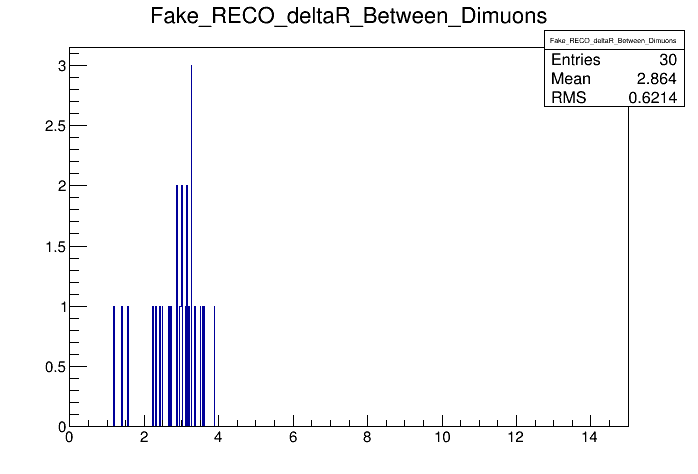 Fake_RECO_deltaR_Between_Dimuons
Fake_RECO_deltaR_Between_Dimuons
Entries 30
Mean 2.864
RMS 0.6214
3
2.5
2
1.5
1
0.5
0
0 2 4 6 8 10 12 14